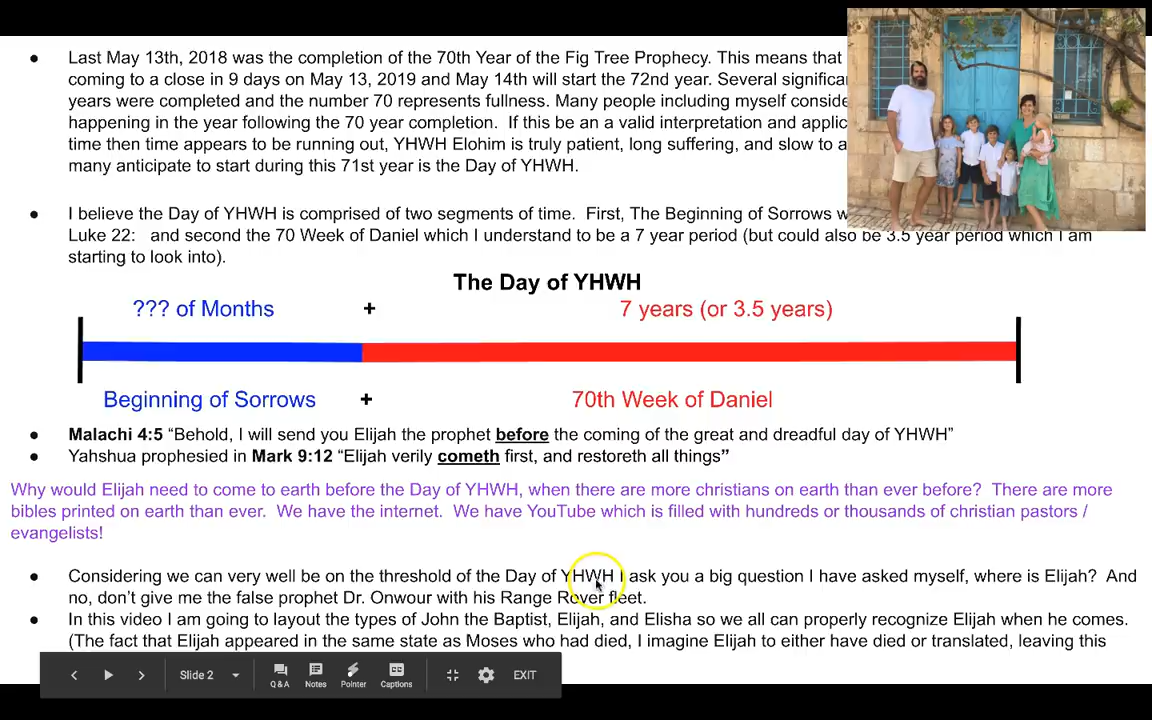 Last May 13th, 2018 was the completion of the 70th Year of the Fig Tree Prophecy. This means that
coming to a close in 9 days on May 13, 2019 and May 14th will start the 72nd year. Several
years were completed and the number 70 represents fullness. Many people including myself
happening in the year following the 70 year completion. If this be an a valid interpretation and
time then time appears to be running out, YHWH Elohim is truly patient, long suffering, and slow to
many anticipate to start during this 71st year is the Day of YHWH.
I believe the Day of YHWH is comprised of two segments of time. First, The Beginning of Sorrows
Luke 22: and second the 70 Week of Daniel which I understand to be a 7 year period (but could also be 3.5 year period which I am
starting to look into).
The Day of YHWH
??? of Months + 7 years (or 3.5 years)
Beginning of Sorrows + 70th Week of Daniel
Malachi 4:5 “Behold, I will send you Elijah the prophet before the coming of the great and dreadful day of YHWH”
Yahshua prophesied in Mark 9:12 “Elijah verily cometh first, and restoreth all things”
Why would Elijah need to come to earth before the Day of YHWH, when there are more christians on earth than ever before? There are more
bibles printed on earth than ever. We have the internet. We have YouTube which is filled with hundreds or thousands of christian pastors /
evangelists!
Considering we can very well be on the threshold of the Day of YHWH I ask you a big question I have asked myself, where is Elijah? And
no, don’t give me the false prophet Dr. Onwour with his Range Rover fleet.
In this video I am going to layout the types of John the Baptist, Elijah, and Elisha so we all can properly recognize Elijah when he comes.
(The fact that Elijah appeared in the same state as Moses who had died, I imagine Elijah to either have died or translated, leaving this
Slide 2
Q & A
Notes
Pointer
Captions
EXIT